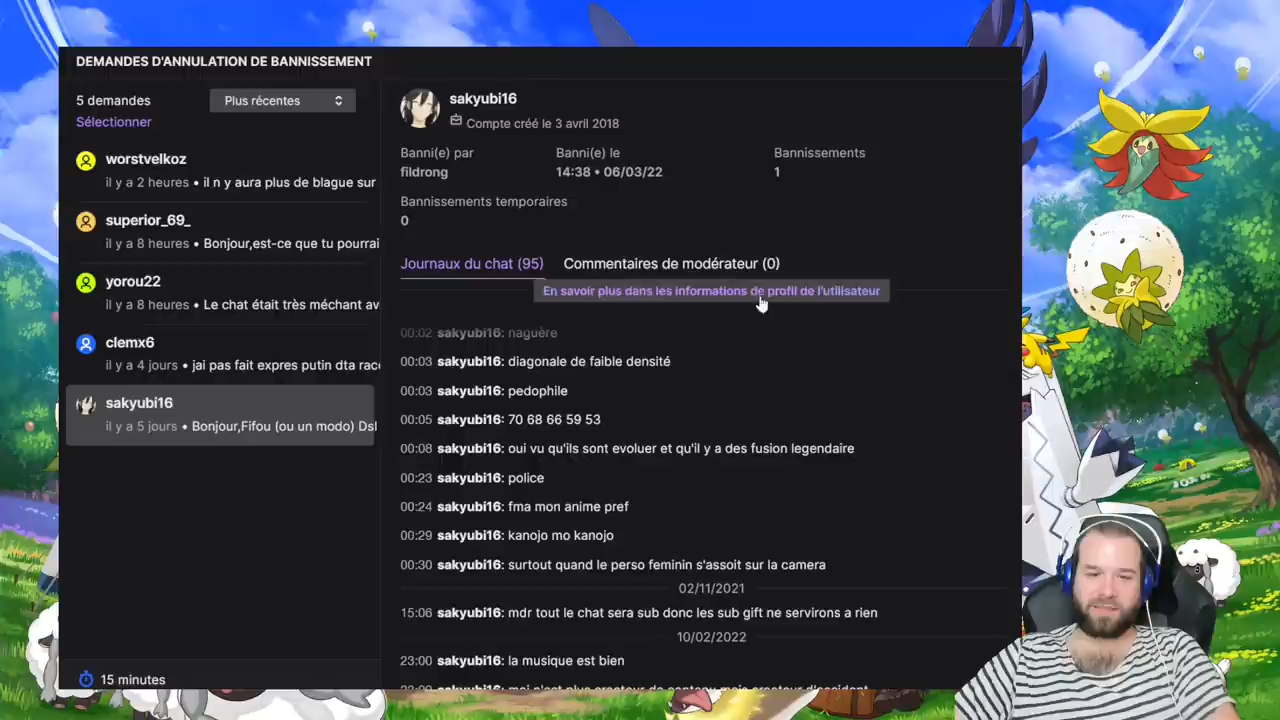 DEMANDES D'ANNULATION DE BANNISSEMENT
5 demandes
Plus récentes
Sélectionner
worstvelkoz
il y a 2 heures • il n y aura plus de blague sur
superior_69_
il y a 8 heures • Bonjour,est-ce que tu pourrai
yorou22
il y a 8 heures • Le chat était très méchant av
clemx6
il y a 4 jours • jai pas fait expres putin dta rac
sakyubi16
il y a 5 jours • Bonjour,Fifou (ou un modo) Dsl
15 minutes
sakyubi16
Compte créé le 3 avril 2018
Banni(e) par
fildrong
Banni(e) le
14:38 • 06/03/22
Bannissements
1
Bannissements temporaires
0
Journaux du chat (95)
Commentaires de modérateur (0)
En savoir plus dans les informations de profil de l'utilisateur
00:02 sakyubi16: naguère
00:03 sakyubi16: diagonale de faible densité
00:03 sakyubi16: pedophile
00:05 sakyubi16: 70 68 66 59 53
00:08 sakyubi16: oui vu qu'ils sont evoluer et qu'il y a des fusion legendaire
00:23 sakyubi16: police
00:24 sakyubi16: fma mon anime pref
00:29 sakyubi16: kanojo mo kanojo
00:30 sakyubi16: surtout quand le perso feminin s'assoit sur la camera
02/11/2021
15:06 sakyubi16: mdr tout le chat sera sub donc les sub gift ne servirons a rien
10/02/2022
23:00 sakyubi16: la musique est bien